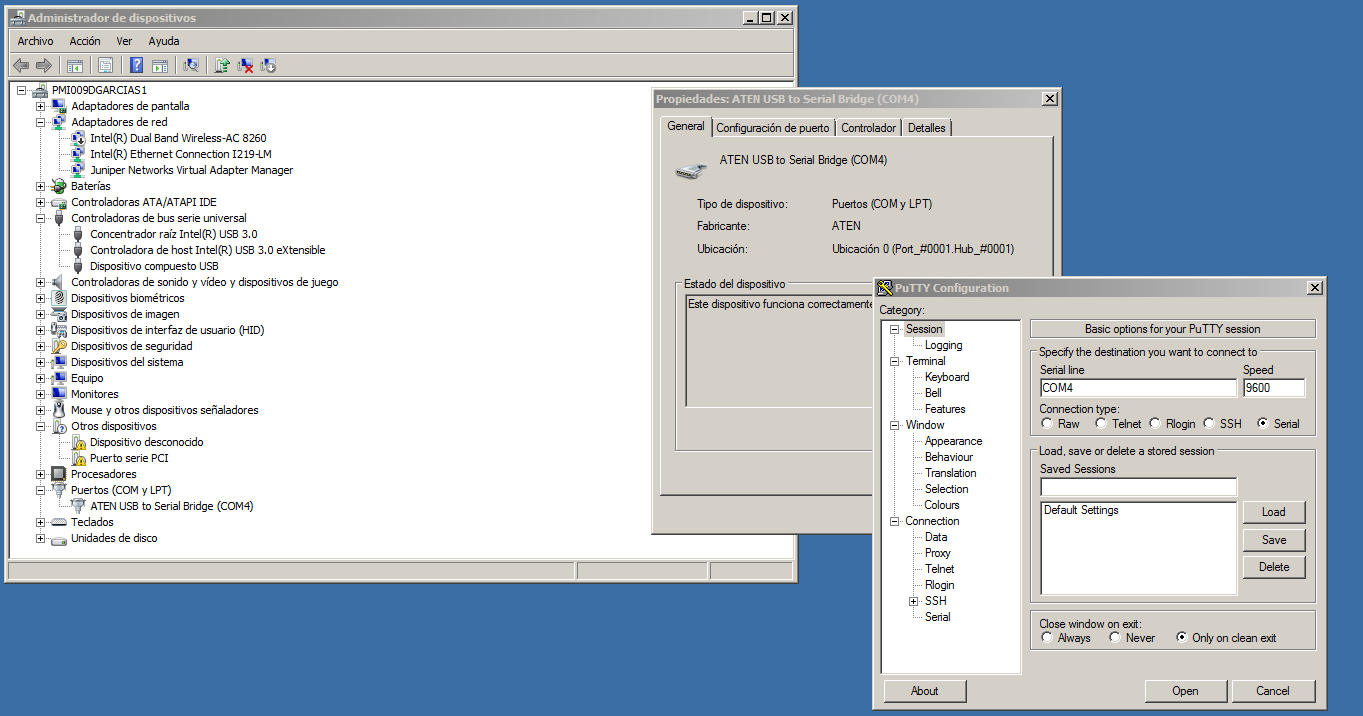 Administrador de dispositivos
Archivo Acción Ver Ayuda
PMI009DGARCIAS1
Adaptadores de pantalla
Adaptadores de red
Intel(R) Dual Band Wireless-AC 8260
Intel(R) Ethernet Connection I219-LM
Juniper Networks Virtual Adapter Manager
Baterías
Controladoras ATA/ATAPI IDE
Controladoras de bus serie universal
Concentrador raíz Intel(R) USB 3.0
Controladora de host Intel(R) USB 3.0 eXtensible
Dispositivo compuesto USB
Controladoras de sonido y vídeo y dispositivos de juego
Dispositivos biométricos
Dispositivos de imagen
Dispositivos de interfaz de usuario (HID)
Dispositivos de seguridad
Dispositivos del sistema
Equipo
Monitores
Mouse y otros dispositivos señaladores
Otros dispositivos
Dispositivo desconocido
Puerto serie PCI
Procesadores
Puertos (COM y LPT)
ATEN USB to Serial Bridge (COM4)
Teclados
Unidades de disco
Propiedades: ATEN USB to Serial Bridge (COM4)
General Configuración de puerto Controlador Detalles
ATEN USB to Serial Bridge (COM4)
Tipo de dispositivo: Puertos (COM y LPT)
Fabricante: ATEN
Ubicación: Ubicación 0 (Port_#0001.Hub_#0001)
Estado del dispositivo
Este dispositivo funciona correctamente
PuTTY Configuration
Category:
Session
Logging
Terminal
Keyboard
Bell
Features
Window
Appearance
Behaviour
Translation
Selection
Colours
Connection
Data
Proxy
Telnet
Rlogin
SSH
Serial
Basic options for your PuTTY session
Specify the destination you want to connect to
Serial line Speed
COM4 9600
Connection type:
Raw Telnet Rlogin SSH Serial
Load, save or delete a stored session
Saved Sessions
Default Settings
Load
Save
Delete
Close window on exit:
Always Never Only on clean exit
About Open Cancel